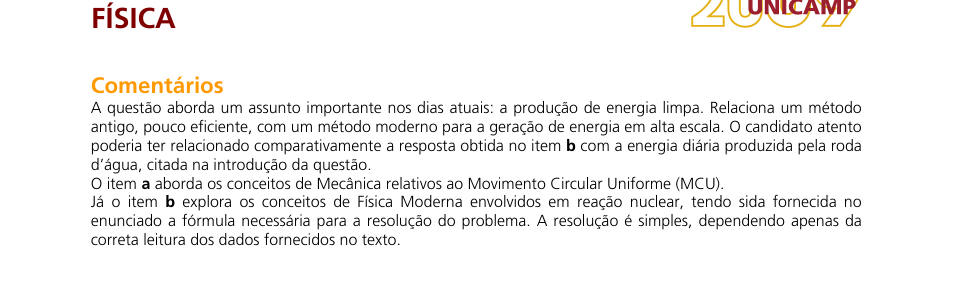 FÍSICA
UNICAMP
Comentários
A questão aborda um assunto importante nos dias atuais: a produção de energia limpa. Relaciona um método
antigo, pouco eficiente, com um método moderno para a geração de energia em alta escala. O candidato atento
poderia ter relacionado comparativamente a resposta obtida no item b com a energia diária produzida pela roda
d’água, citada na introdução da questão.
O item a aborda os conceitos de Mecânica relativos ao Movimento Circular Uniforme (MCU).
Já o item b explora os conceitos de Física Moderna envolvidos em reação nuclear, tendo sida fornecida no
enunciado a fórmula necessária para a resolução do problema. A resolução é simples, dependendo apenas da
correta leitura dos dados fornecidos no texto.